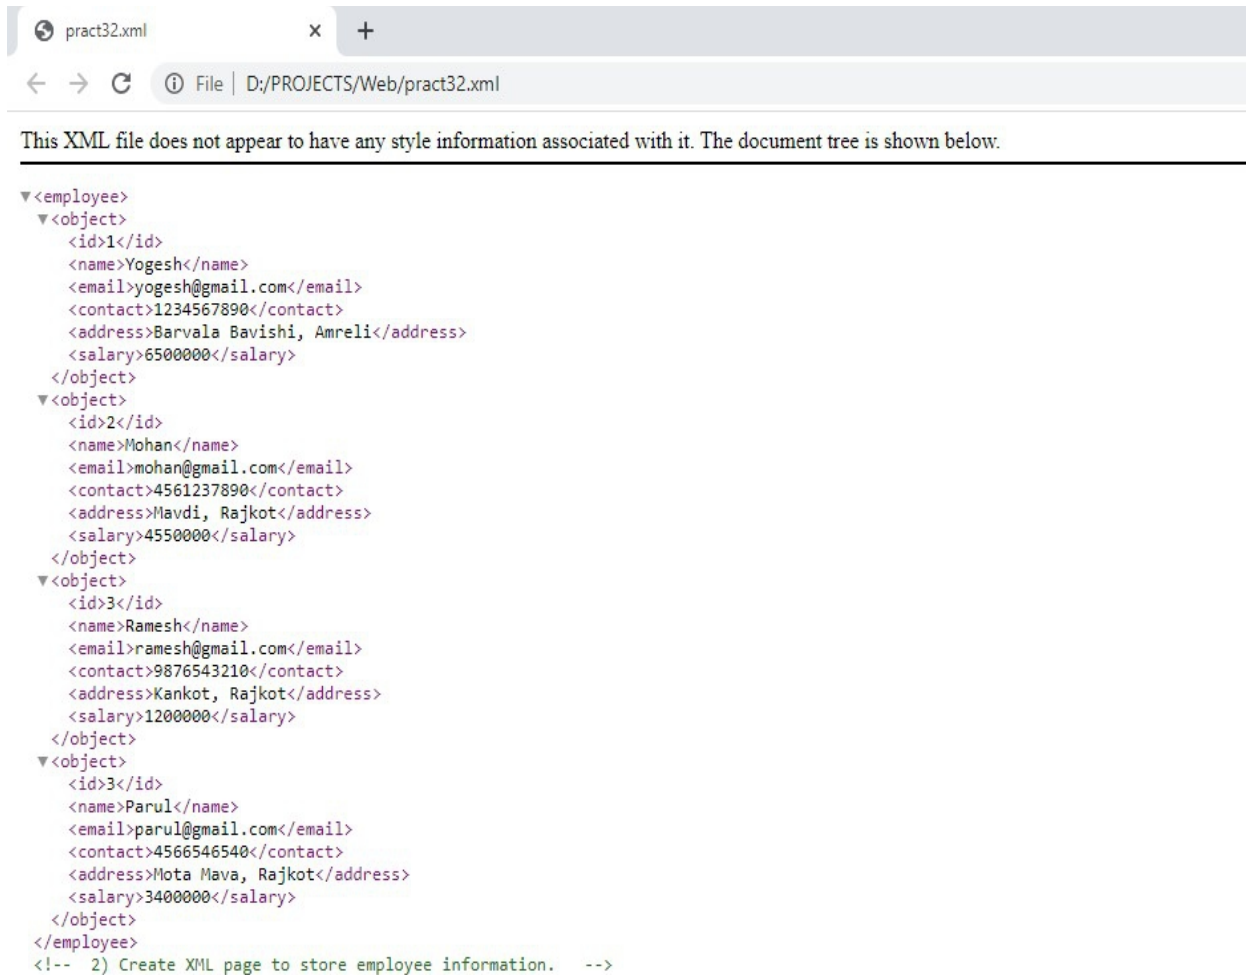 pract32.xml
File D:/PROJECTS/Web/pract32.xml
This XML file does not appear to have any style information associated with it. The document tree is shown below.
<employee>
<object>
<id>1</id>
<name>Yogesh</name>
<email>yogesh@gmail.com</email>
<contact>1234567890</contact>
<address>Barvala Bavishi, Amreli</address>
<salary>6500000</salary>
</object>
<object>
<id>2</id>
<name>Mohan</name>
<email>mohan@gmail.com</email>
<contact>4561237890</contact>
<address>Mavdi, Rajkot</address>
<salary>4550000</salary>
</object>
<object>
<id>3</id>
<name>Ramesh</name>
<email>ramesh@gmail.com</email>
<contact>9876543210</contact>
<address>Kankot, Rajkot</address>
<salary>1200000</salary>
</object>
<object>
<id>3</id>
<name>Parul</name>
<email>parul@gmail.com</email>
<contact>4566546540</contact>
<address>Mota Mava, Rajkot</address>
<salary>3400000</salary>
</object>
</employee>
<!-- 2) Create XML page to store employee information. -->